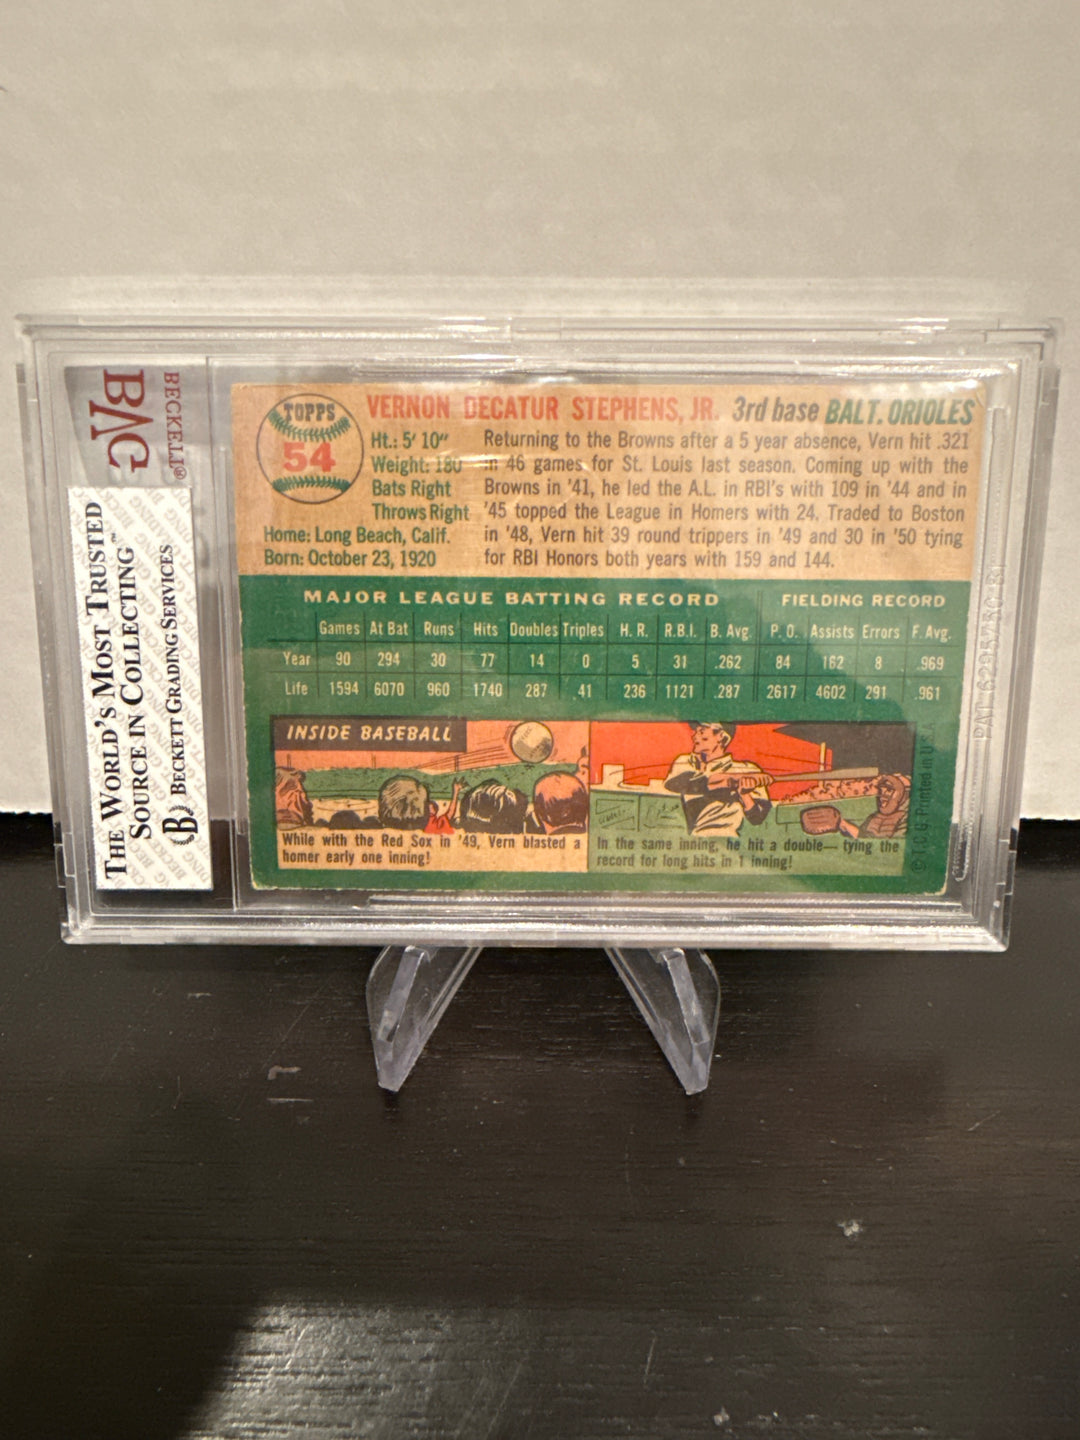 BECKETT®
BVG
THE WORLD'S MOST TRUSTED
SOURCE IN COLLECTING™
BECKETT GRADING SERVICES
TOPPS
54
VERNON DECATUR STEPHENS, JR. 3rd base BALT. ORIOLES
Ht.: 5' 10"
Weight: 180
Bats Right
Throws Right
Home: Long Beach, Calif.
Born: October 23, 1920
Returning to the Browns after a 5 year absence, Vern hit .321
in 46 games for St. Louis last season. Coming up with the
Browns in '41, he led the A.L. in RBI's with 109 in '44 and in
'45 topped the League in Homers with 24. Traded to Boston
in '48, Vern hit 39 round trippers in '49 and 30 in '50 tying
for RBI Honors both years with 159 and 144.
MAJOR LEAGUE BATTING RECORD FIELDING RECORD
Games At Bat Runs Hits Doubles Triples H. R. R.B.I. B. Avg. P. O. Assists Errors F. Avg.
Year 90 294 30 77 14 0 5 31 .262 84 162 8 .969
Life 1594 6070 960 1740 287 .41 236 1121 .287 2617 4602 291 .961
INSIDE BASEBALL
While with the Red Sox in '49, Vern blasted a
homer early one inning!
In the same inning, he hit a double— tying the
record for long hits in 1 inning!
© T.C.G. Printed in U.S.A.